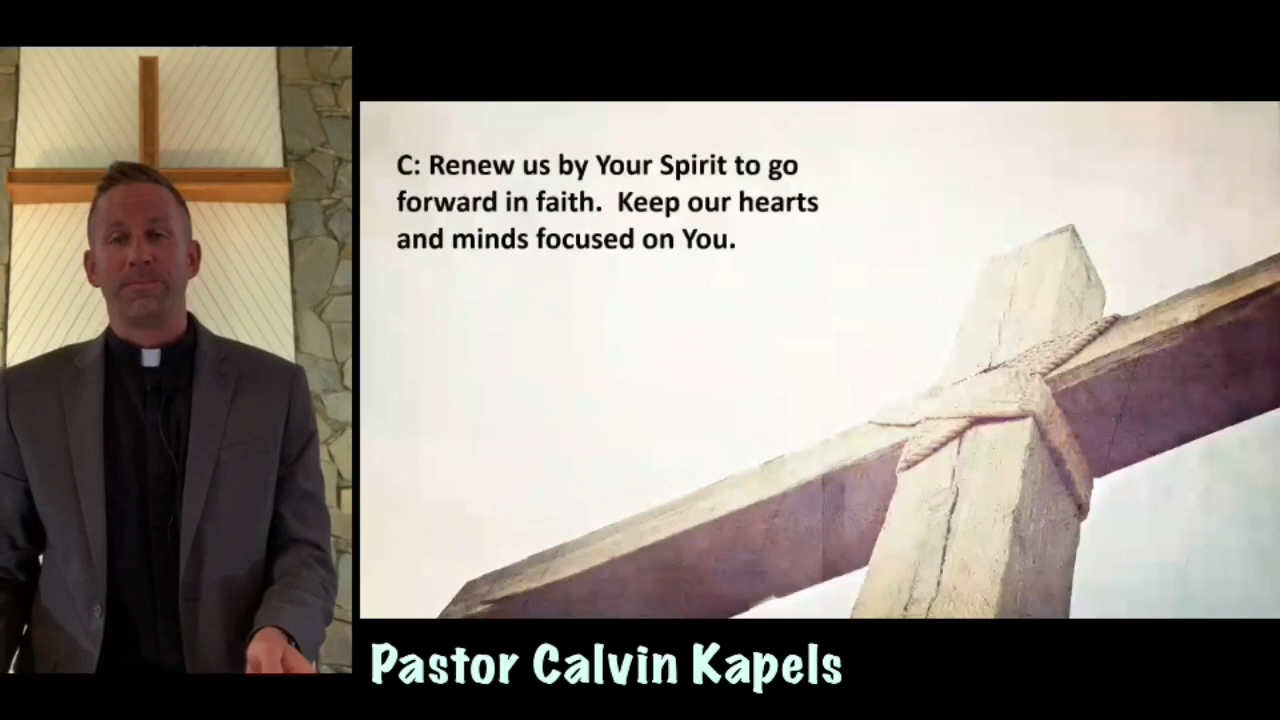 C: Renew us by Your Spirit to go
forward in faith.  Keep our hearts
and minds focused on You.
Pastor Calvin Kapels